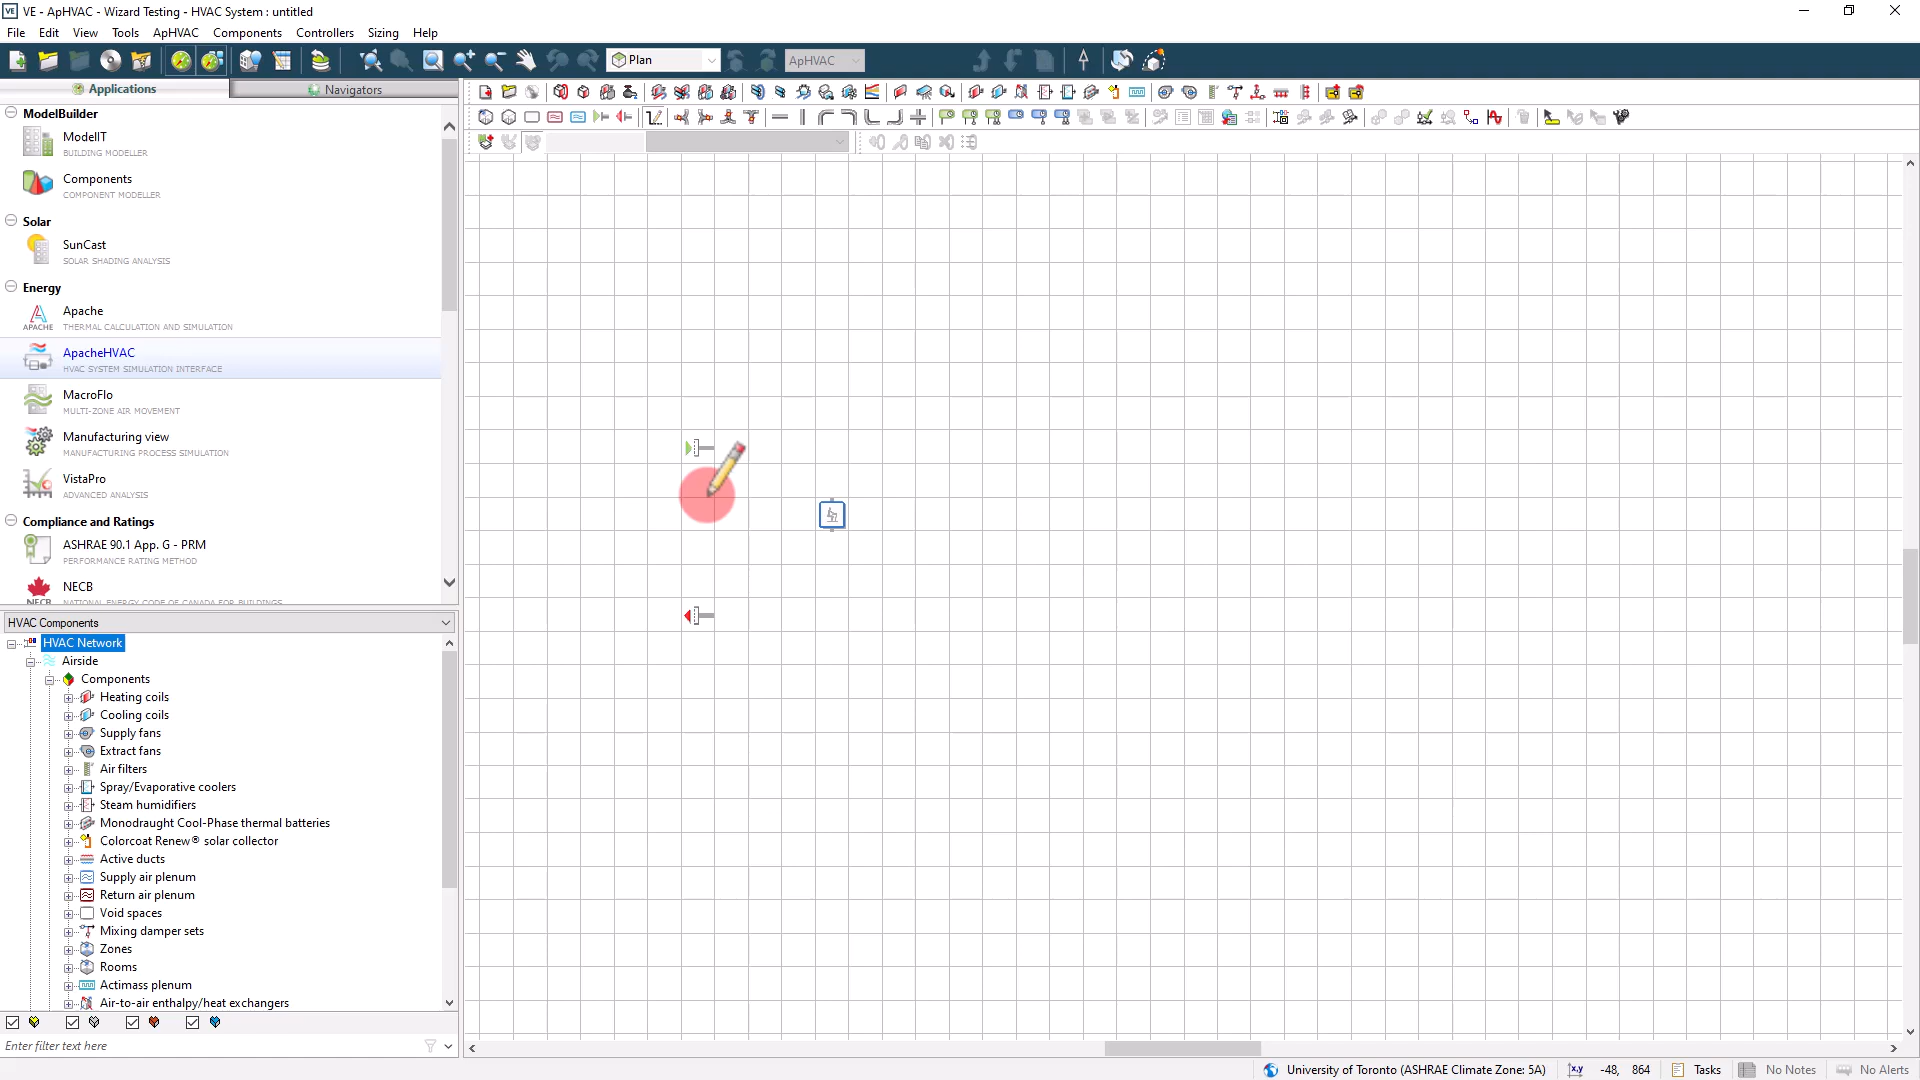 VE - ApHVAC - Wizard Testing - HVAC System : untitled
File Edit View Tools ApHVAC Components Controllers Sizing Help
Plan
ApHVAC
Applications
Navigators
ModelBuilder
ModelIT
BUILDING MODELLER
Components
COMPONENT MODELLER
Solar
SunCast
SOLAR SHADING ANALYSIS
Energy
Apache
APACHE
THERMAL CALCULATION AND SIMULATION
ApacheHVAC
HVAC SYSTEM SIMULATION INTERFACE
MacroFlo
MULTI-ZONE AIR MOVEMENT
Manufacturing view
MANUFACTURING PROCESS SIMULATION
VistaPro
ADVANCED ANALYSIS
Compliance and Ratings
ASHRAE 90.1 App. G - PRM
PERFORMANCE RATING METHOD
NECB
NECB
NATIONAL ENERGY CODE OF CANADA FOR BUILDINGS
HVAC Components
HVAC Network
Airside
Components
Heating coils
Cooling coils
Supply fans
Extract fans
Air filters
Spray/Evaporative coolers
Steam humidifiers
Monodraught Cool-Phase thermal batteries
Colorcoat Renew® solar collector
Active ducts
Supply air plenum
Return air plenum
Void spaces
Mixing damper sets
Zones
Rooms
Actimass plenum
Air-to-air enthalpy/heat exchangers
Enter filter text here
University of Toronto (ASHRAE Climate Zone: 5A) x,y -48, 864 Tasks No Notes No Alerts